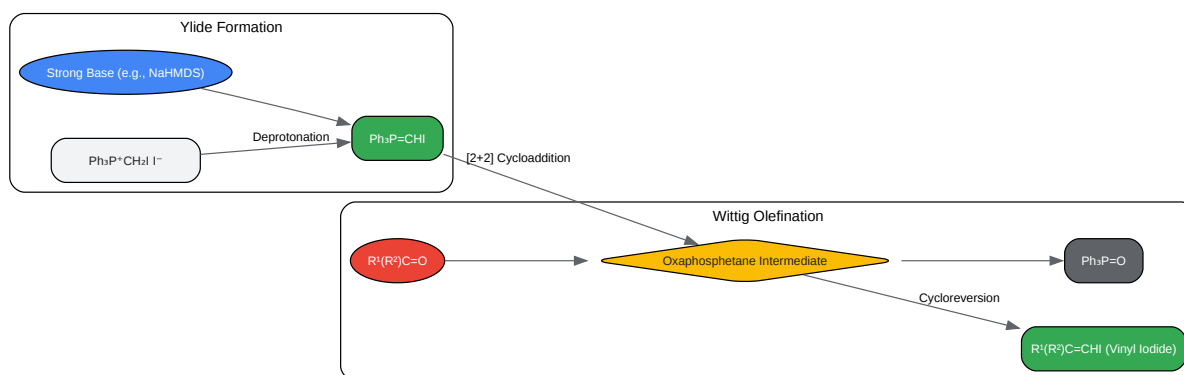 Ylide Formation
Strong Base (e.g., NaHMDS)
Deprotonation
Ph₃P=CHI
Ph₃P⁺CH₂I I⁻
[2+2] Cycloaddition
Wittig Olefination
R¹(R²)C=O
Oxaphosphetane Intermediate
Ph₃P=O
Cycloreversion
R¹(R²)C=CHI (Vinyl Iodide)